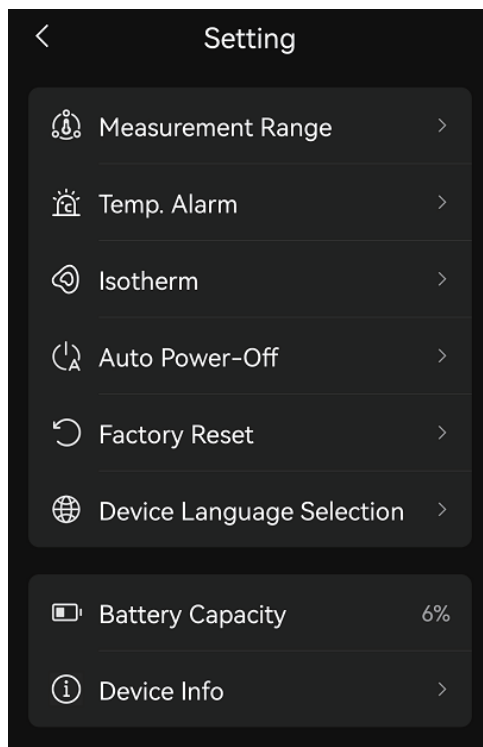 Setting
Measurement Range
Temp. Alarm
Isotherm
Auto Power-Off
Factory Reset
Device Language Selection
Battery Capacity 6%
Device Info